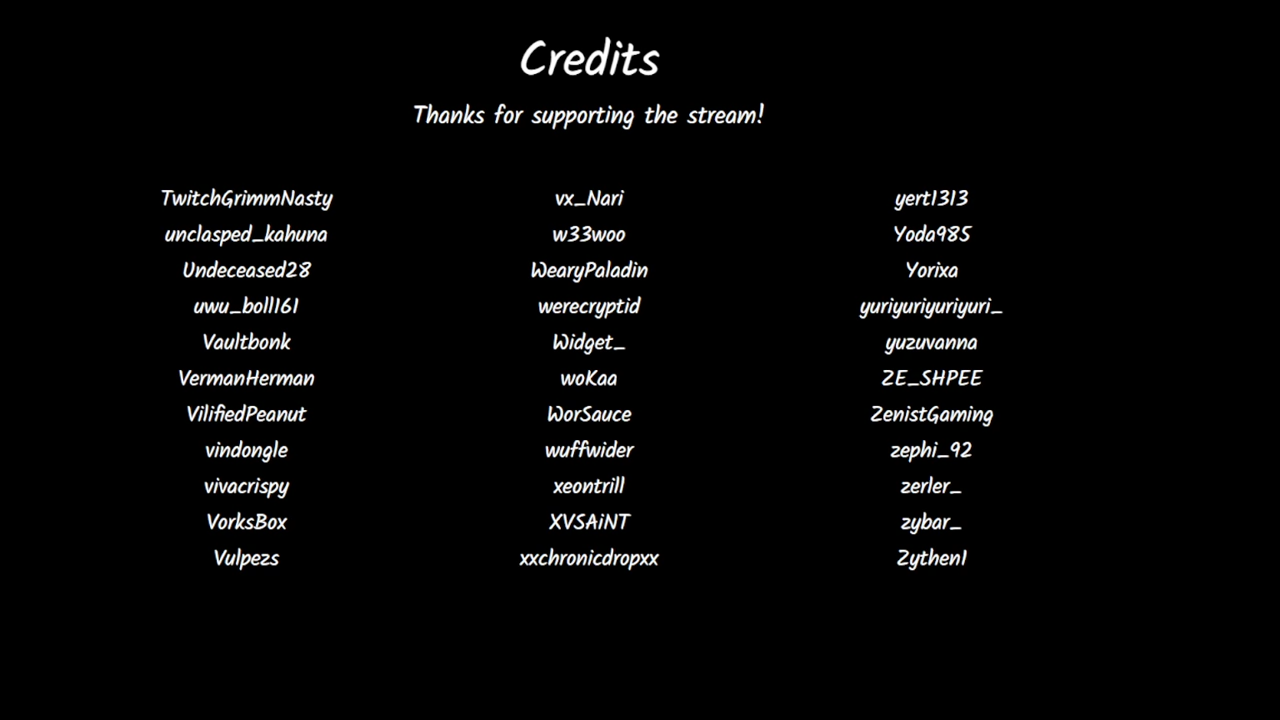 Credits
Thanks for supporting the stream!
TwitchGrimmNasty
unclasped_kahuna
Undeceased28
uwu_boll161
Vaultbonk
VermanHerman
VilifiedPeanut
vindongle
vivacrispy
VorksBox
Vulpezs
vx_Nari
w33woo
WearyPaladin
werecryptid
Widget_
woKaa
WorSauce
wuffwider
xeontrill
XVSAiNT
xxchronicdropxx
yert1313
Yoda985
Yorixa
yuriyuriyuriyuri_
yuzuvanna
ZE_SHPEE
ZenistGaming
zephi_92
zerler_
zybar_
Zythen1